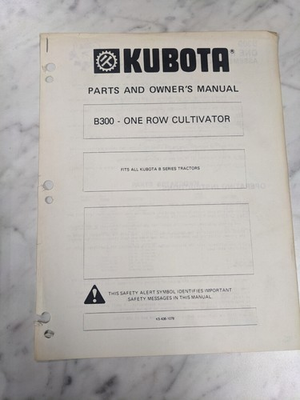 KUBOTA
PARTS AND OWNER'S MANUAL
B300 - ONE ROW CULTIVATOR
FITS ALL KUBOTA B SERIES TRACTORS
THIS SAFETY ALERT SYMBOL IDENTIFIES IMPORTANT
SAFETY MESSAGES IN THIS MANUAL